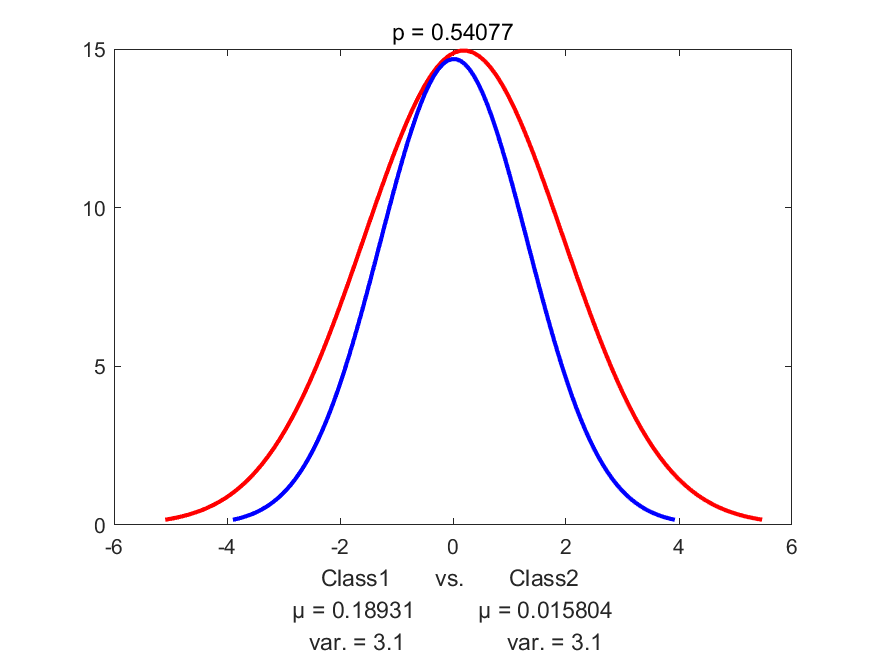 p = 0.54077
15
10
5
0
-6 -4 -2 0 2 4 6
Class1 vs. Class2
μ = 0.18931 μ = 0.015804
var. = 3.1 var. = 3.1